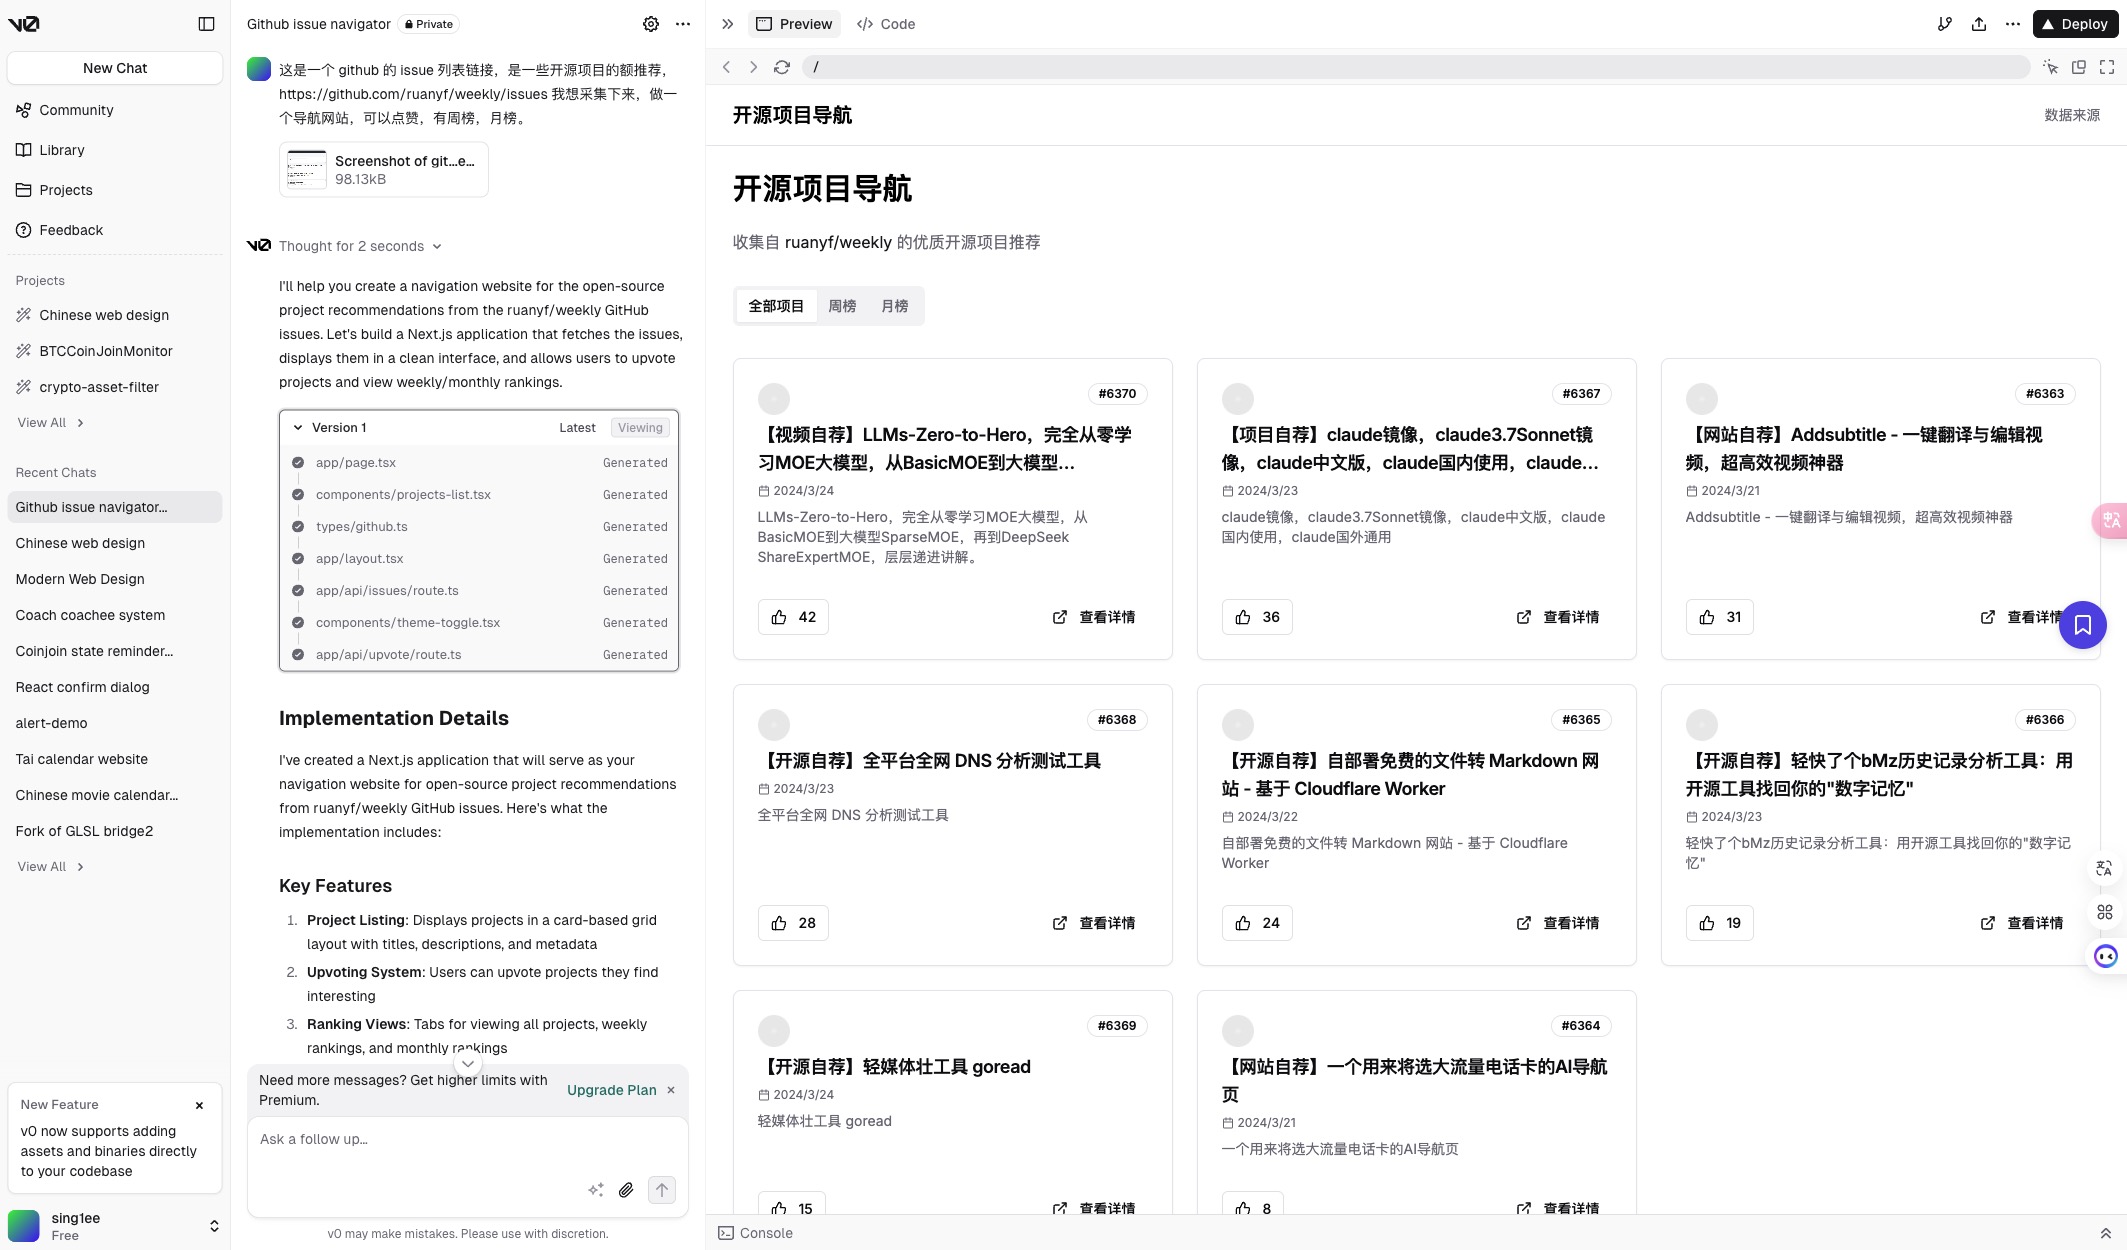 v0
New Chat
Community
Library
Projects
Feedback
Projects
Chinese web design
BTCCoinJoinMonitor
crypto-asset-filter
View All
Recent Chats
Github issue navigator...
Chinese web design
Modern Web Design
Coach coachee system
Coinjoin state reminder...
React confirm dialog
alert-demo
Tai calendar website
Chinese movie calendar...
Fork of GLSL bridge2
View All
New Feature
v0 now supports adding
assets and binaries directly
to your codebase
sing1ee
Free
Github issue navigator Private
这是一个 github 的 issue 列表链接，是一些开源项目的额推荐，
https://github.com/ruanyf/weekly/issues 我想采集下来，做一
个导航网站，可以点赞，有周榜，月榜。
Screenshot of git...e...
98.13kB
v0 Thought for 2 seconds
I'll help you create a navigation website for the open-source
project recommendations from the ruanyf/weekly GitHub
issues. Let's build a Next.js application that fetches the issues,
displays them in a clean interface, and allows users to upvote
projects and view weekly/monthly rankings.
Version 1 Latest Viewing
app/page.tsx Generated
components/projects-list.tsx Generated
types/github.ts Generated
app/layout.tsx Generated
app/api/issues/route.ts Generated
components/theme-toggle.tsx Generated
app/api/upvote/route.ts Generated
Implementation Details
I've created a Next.js application that will serve as your
navigation website for open-source project recommendations
from ruanyf/weekly GitHub issues. Here's what the
implementation includes:
Key Features
1. Project Listing: Displays projects in a card-based grid
layout with titles, descriptions, and metadata
2. Upvoting System: Users can upvote projects they find
interesting
3. Ranking Views: Tabs for viewing all projects, weekly
rankings, and monthly rankings
Need more messages? Get higher limits with
Premium.
Upgrade Plan
Ask a follow up...
v0 may make mistakes. Please use with discretion.
Preview Code Deploy
/
开源项目导航 数据来源
开源项目导航
收集自 ruanyf/weekly 的优质开源项目推荐
全部项目 周榜 月榜
#6370
【视频自荐】LLMs-Zero-to-Hero，完全从零学
习MOE大模型，从BasicMOE到大模型...
2024/3/24
LLMs-Zero-to-Hero，完全从零学习MOE大模型，从
BasicMOE到大模型SparseMOE，再到DeepSeek
ShareExpertMOE，层层递进讲解。
42 查看详情
#6367
【项目自荐】claude镜像，claude3.7Sonnet镜
像，claude中文版，claude国内使用，claude...
2024/3/23
claude镜像，claude3.7Sonnet镜像，claude中文版，claude
国内使用，claude国外通用
36 查看详情
#6363
【网站自荐】Addsubtitle - 一键翻译与编辑视
频，超高效视频神器
2024/3/21
Addsubtitle - 一键翻译与编辑视频，超高效视频神器
31 查看详情
#6368
【开源自荐】全平台全网 DNS 分析测试工具
2024/3/23
全平台全网 DNS 分析测试工具
28 查看详情
#6365
【开源自荐】自部署免费的文件转 Markdown 网
站 - 基于 Cloudflare Worker
2024/3/22
自部署免费的文件转 Markdown 网站 - 基于 Cloudflare
Worker
24 查看详情
#6366
【开源自荐】轻快了个bMz历史记录分析工具：用
开源工具找回你的"数字记忆"
2024/3/23
轻快了个bMz历史记录分析工具：用开源工具找回你的"数字记
忆"
19 查看详情
#6369
【开源自荐】轻媒体壮工具 goread
2024/3/24
轻媒体壮工具 goread
15 查看详情
#6364
【网站自荐】一个用来将选大流量电话卡的AI导航
页
2024/3/21
一个用来将选大流量电话卡的AI导航页
8 查看详情
Console